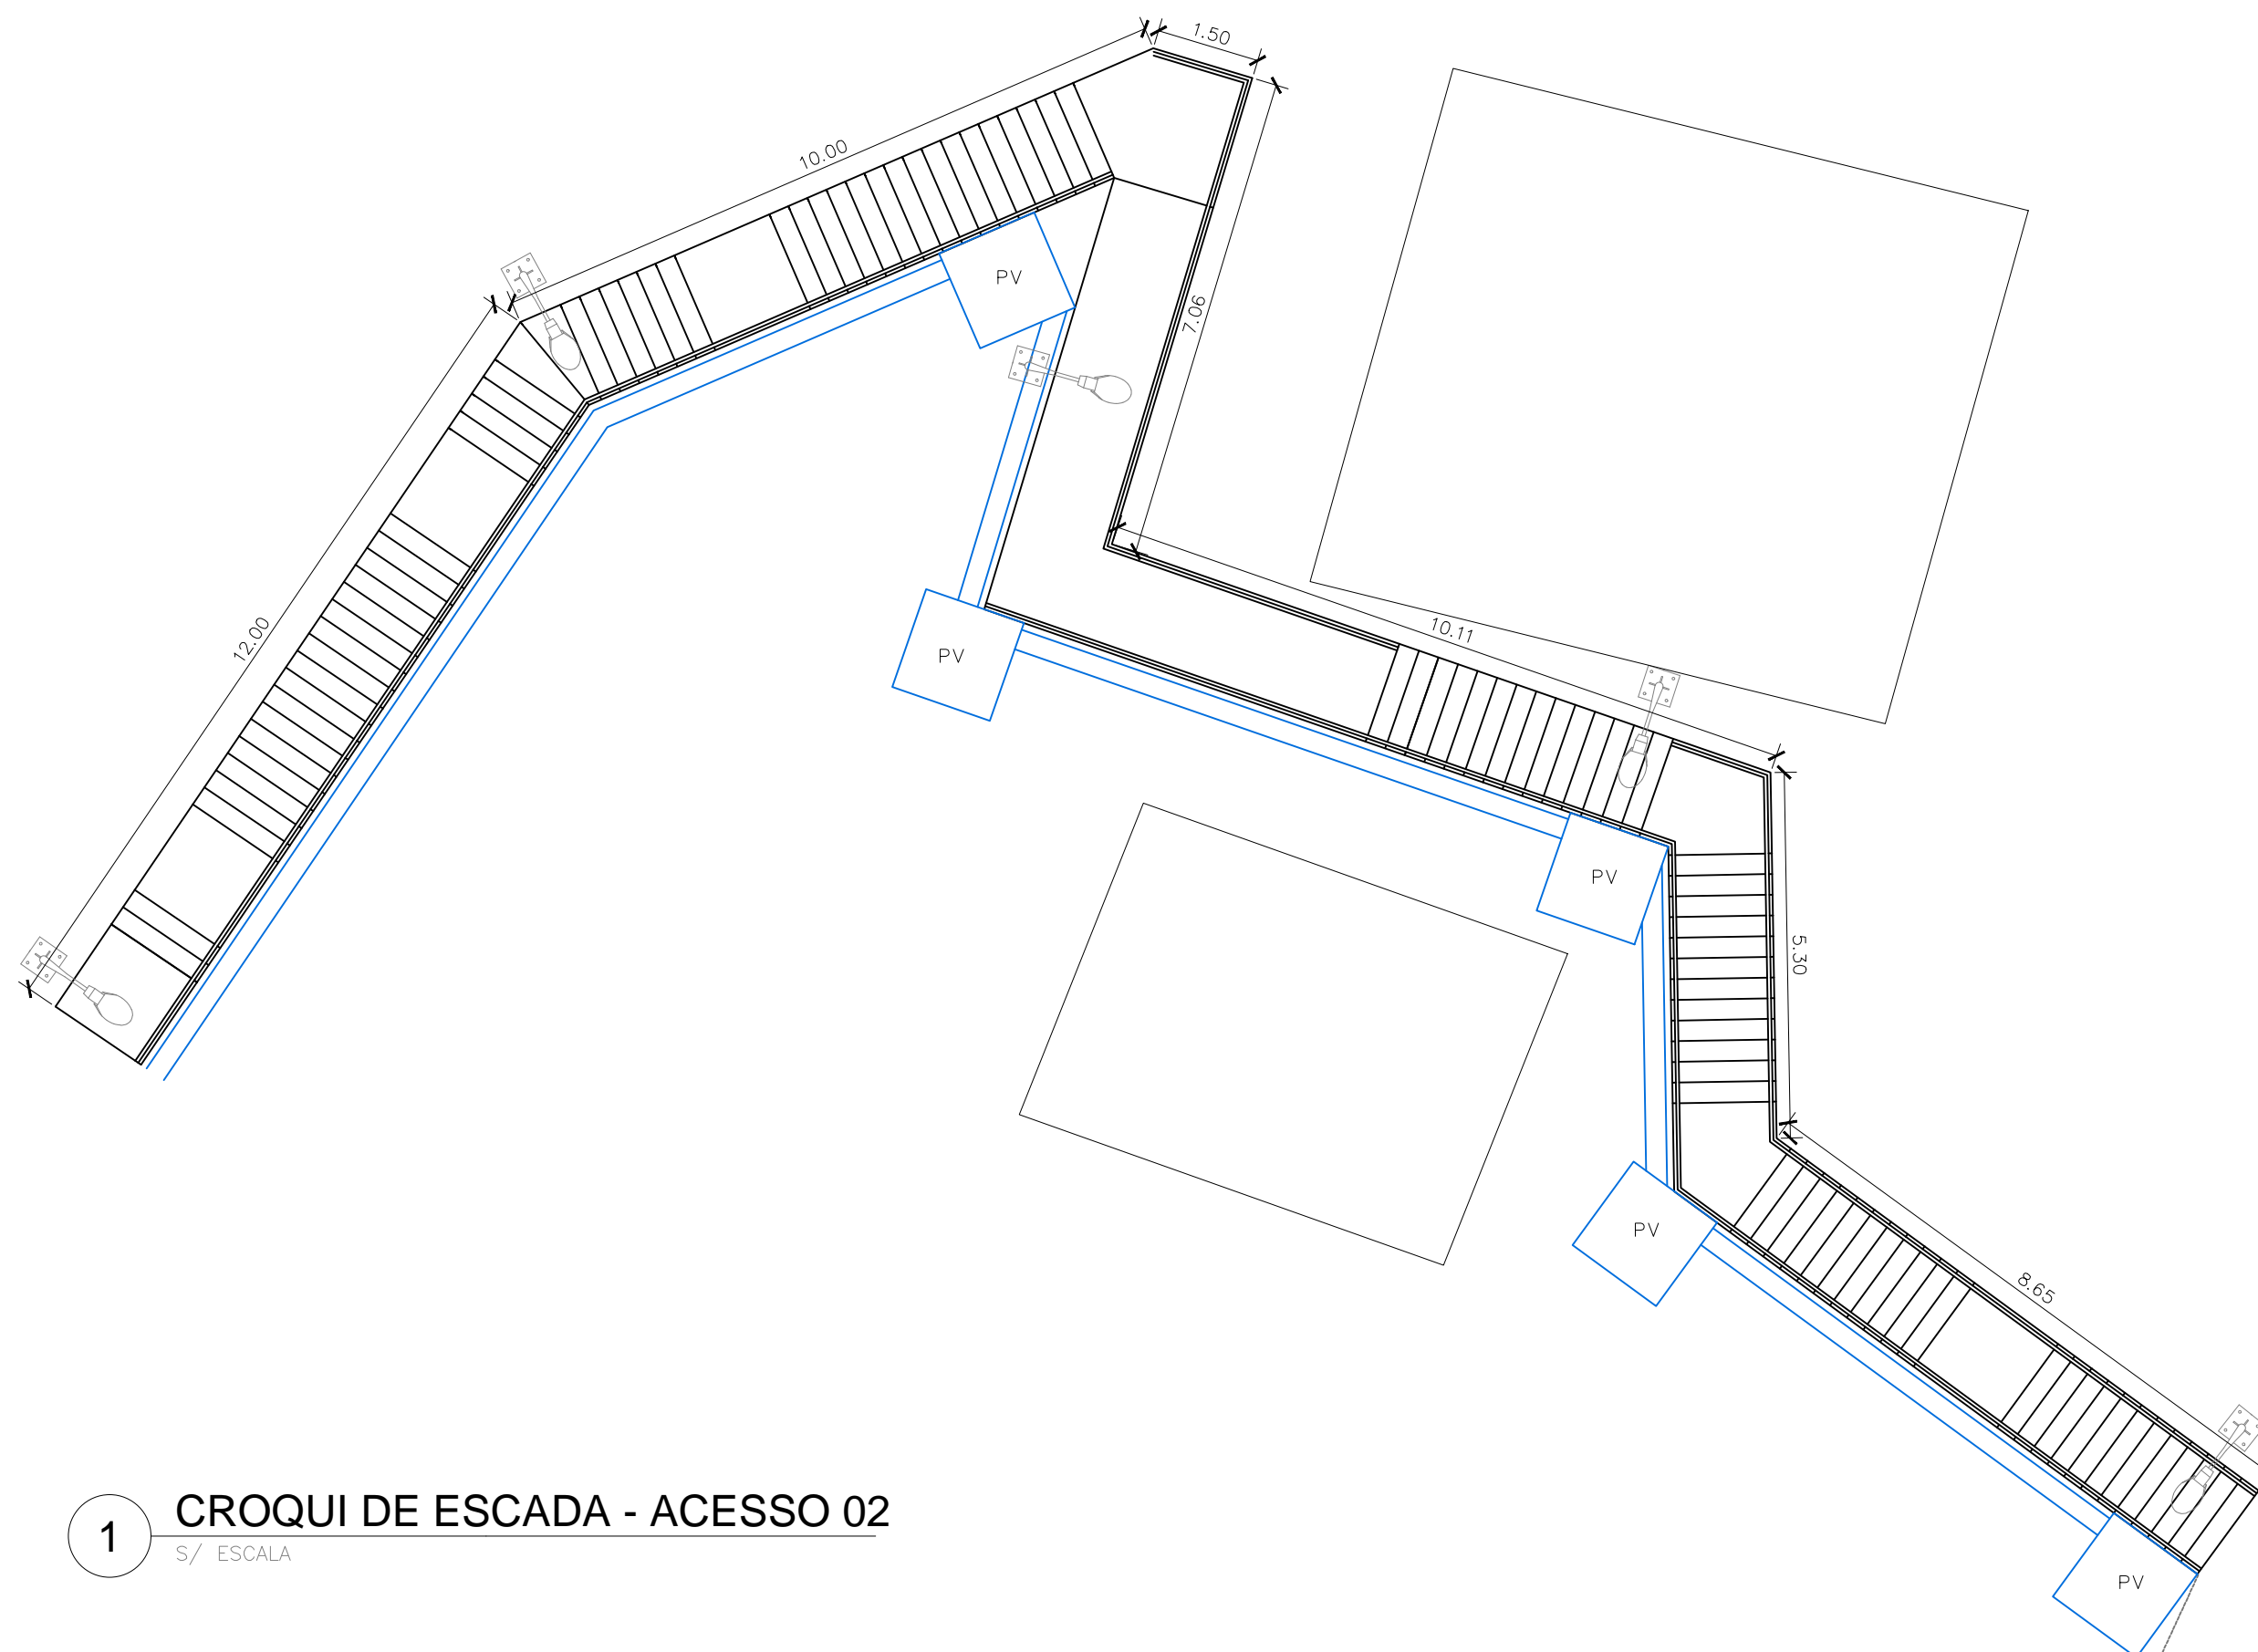 1.50
10.00
PV
7.06
12.00
10.11
PV
PV
5.30
PV
8.65
PV
1
CROQUI DE ESCADA - ACESSO 02
S/ ESCALA